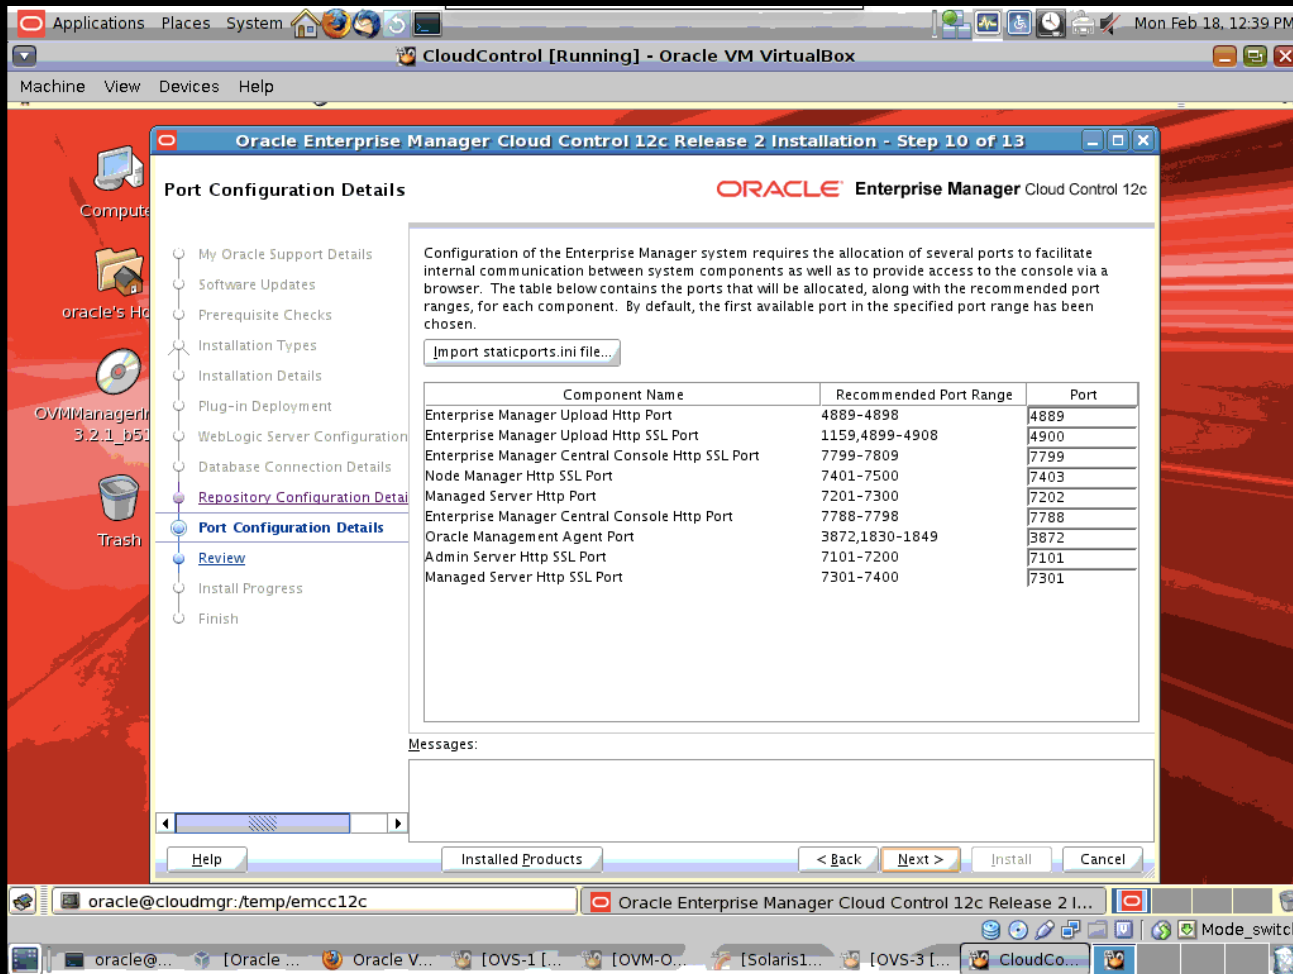 Applications Places System
Mon Feb 18, 12:39 PM
CloudControl [Running] - Oracle VM VirtualBox
Machine View Devices Help
Oracle Enterprise Manager Cloud Control 12c Release 2 Installation - Step 10 of 13
Port Configuration Details
ORACLE Enterprise Manager Cloud Control 12c
Compute
oracle's Ho
OVMManagerIn
3.2.1_b51
Trash
My Oracle Support Details
Software Updates
Prerequisite Checks
Installation Types
Installation Details
Plug-in Deployment
WebLogic Server Configuration
Database Connection Details
Repository Configuration Detai
Port Configuration Details
Review
Install Progress
Finish
Configuration of the Enterprise Manager system requires the allocation of several ports to facilitate
internal communication between system components as well as to provide access to the console via a
browser. The table below contains the ports that will be allocated, along with the recommended port
ranges, for each component. By default, the first available port in the specified port range has been
chosen.
Import staticports.ini file...
Component Name Recommended Port Range Port
Enterprise Manager Upload Http Port 4889-4898 4889
Enterprise Manager Upload Http SSL Port 1159,4899-4908 4900
Enterprise Manager Central Console Http SSL Port 7799-7809 7799
Node Manager Http SSL Port 7401-7500 7403
Managed Server Http Port 7201-7300 7202
Enterprise Manager Central Console Http Port 7788-7798 7788
Oracle Management Agent Port 3872,1830-1849 3872
Admin Server Http SSL Port 7101-7200 7101
Managed Server Http SSL Port 7301-7400 7301
Messages:
Help Installed Products < Back Next > Install Cancel
oracle@cloudmgr:/temp/emcc12c
Oracle Enterprise Manager Cloud Control 12c Release 2 I...
Mode_switch
oracle@... [Oracle ... Oracle V... [OVS-1 [... [OVM-O... [Solaris1... [OVS-3 [... CloudCo...